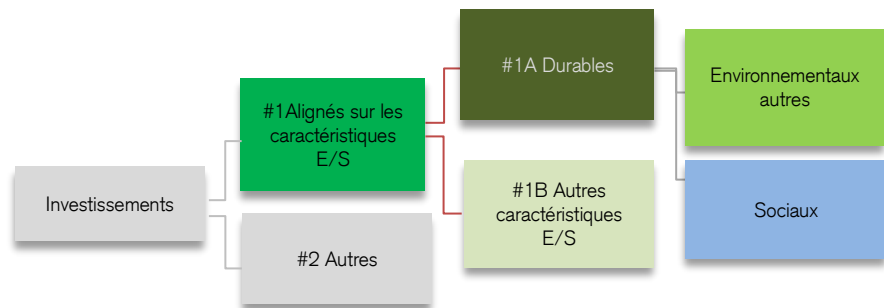 Investissements
#1Alignés sur les
caractéristiques
E/S
#2 Autres
#1A Durables
#1B Autres
caractéristiques
E/S
Environnementaux
autres
Sociaux